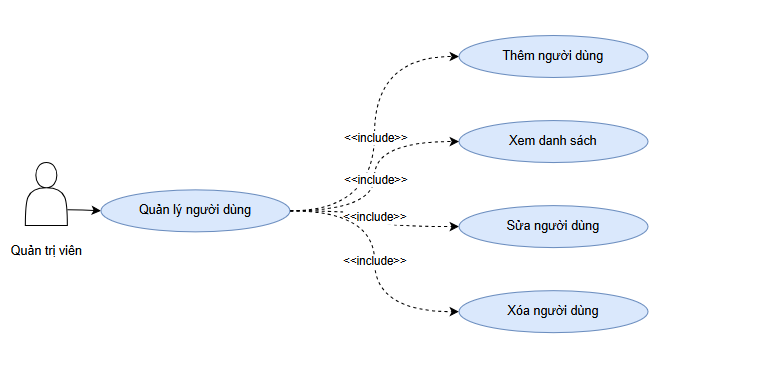 Thêm người dùng
<<include>>
Xem danh sách
<<include>>
Quản lý người dùng
<<include>>
Sửa người dùng
Quản trị viên
<<include>>
Xóa người dùng